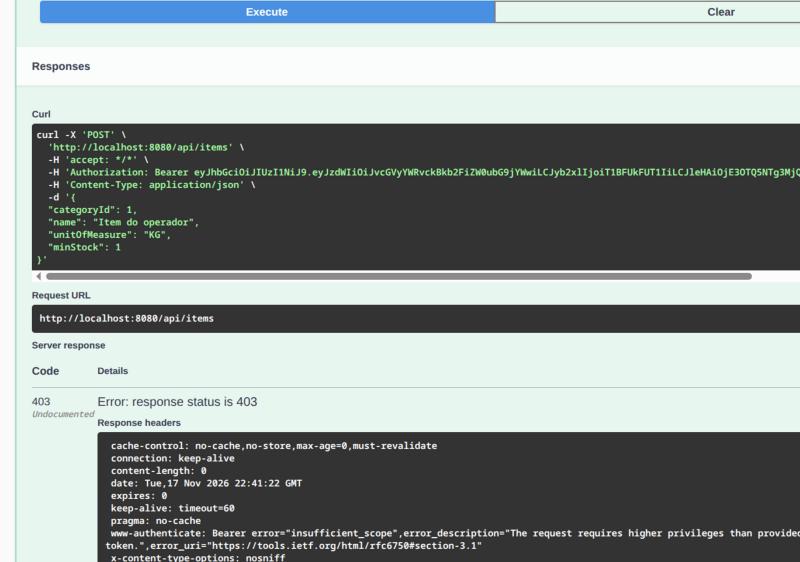 Execute
Clear
Responses
Curl
curl -X 'POST' \
'http://localhost:8080/api/items' \
-H 'accept: */*' \
-H 'Authorization: Bearer eyJhbGciOiJIUzI1NiJ9.eyJzdWIiOiJvcGVyYWRvckBkb2FiZW0ubG9jYWwiLCJyb2xlIjoiT1BFUkFUT1IiLCJleHAiOjE3OTQ5NTg3MjQ
-H 'Content-Type: application/json' \
-d '{
"categoryId": 1,
"name": "Item do operador",
"unitOfMeasure": "KG",
"minStock": 1
}'
Request URL
http://localhost:8080/api/items
Server response
Code
Details
403
Undocumented
Error: response status is 403
Response headers
cache-control: no-cache,no-store,max-age=0,must-revalidate
connection: keep-alive
content-length: 0
date: Tue,17 Nov 2026 22:41:22 GMT
expires: 0
keep-alive: timeout=60
pragma: no-cache
www-authenticate: Bearer error="insufficient_scope",error_description="The request requires higher privileges than provided
token.",error_uri="https://tools.ietf.org/html/rfc6750#section-3.1"
x-content-type-options: nosniff